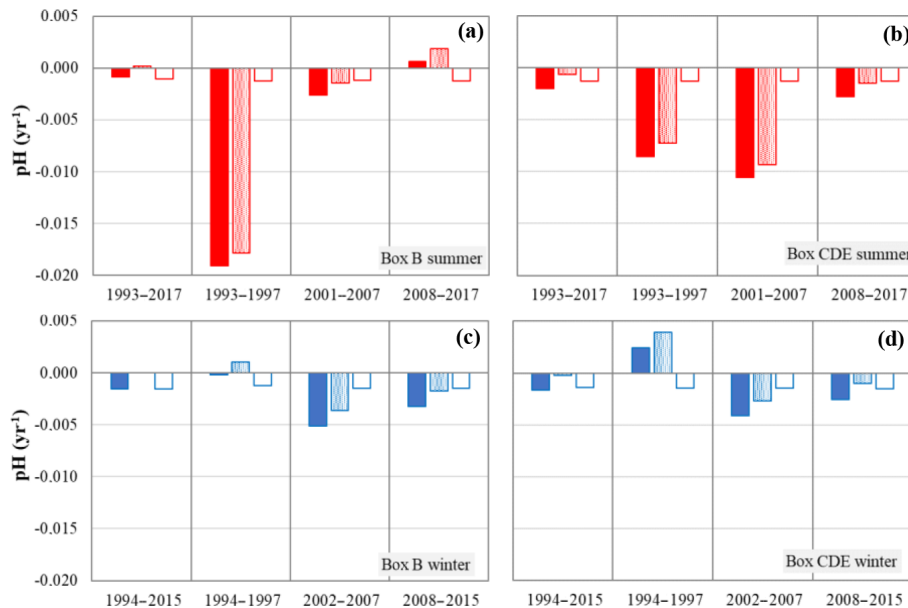 0.005
0.000
-0.005
-0.010
-0.015
-0.020
pH (yr-1)
(a)
Box B summer
1993–2017 1993–1997 2001–2007 2008–2017
(b)
Box CDE summer
1993–2017 1993–1997 2001–2007 2008–2017
0.005
0.000
-0.005
-0.010
-0.015
-0.020
pH (yr-1)
(c)
Box B winter
1994–2015 1994–1997 2002–2007 2008–2015
(d)
Box CDE winter
1994–2015 1994–1997 2002–2007 2008–2015